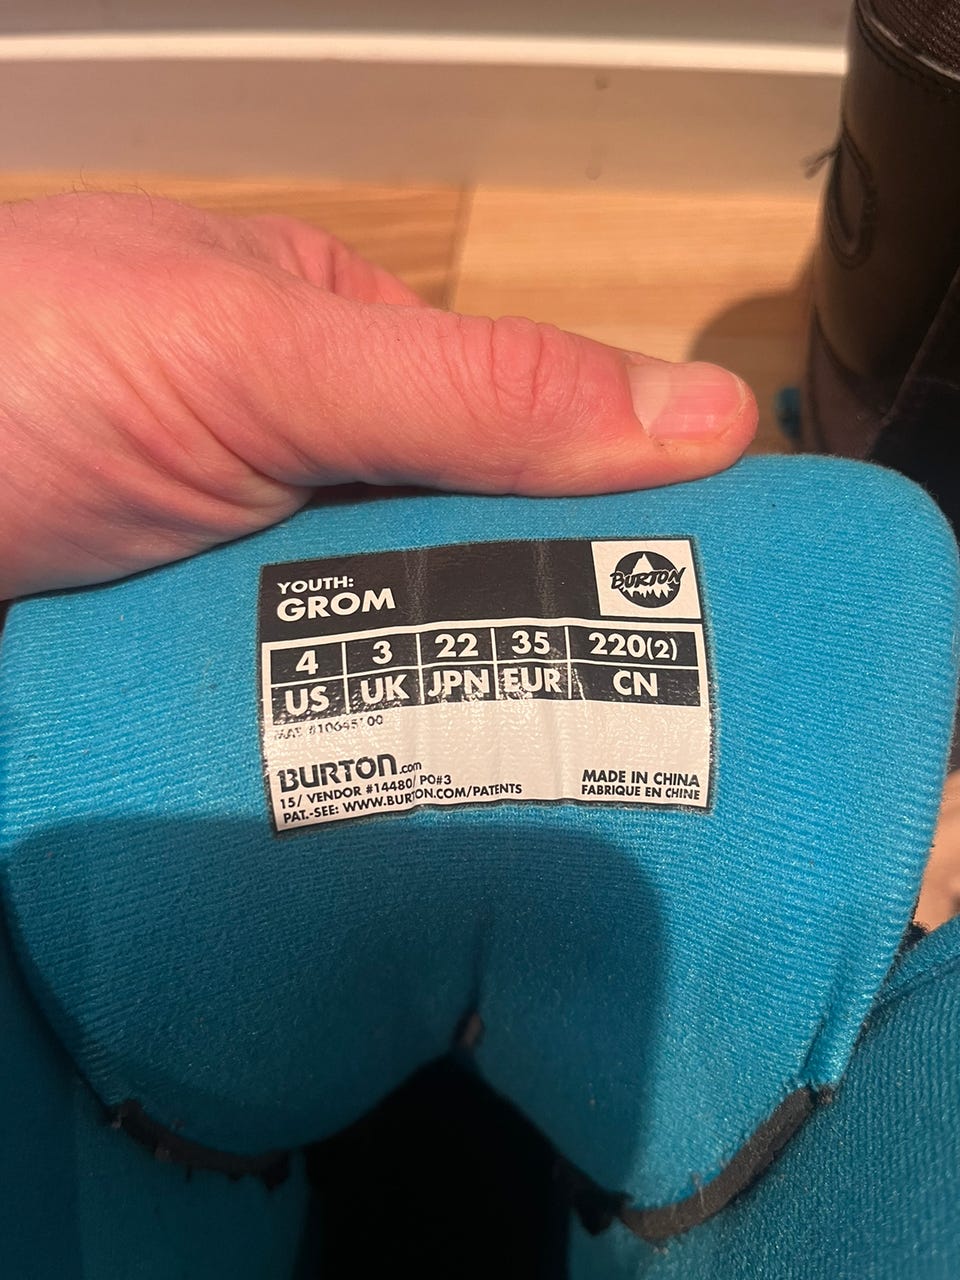 YOUTH:
GROM
BURTON
4 3 22 35 220(2)
US UK JPN EUR CN
BURTON.com
15/ VENDOR #14480/ PO#3
PAT.-SEE: WWW.BURTON.COM/PATENTS
MADE IN CHINA
FABRIQUE EN CHINE